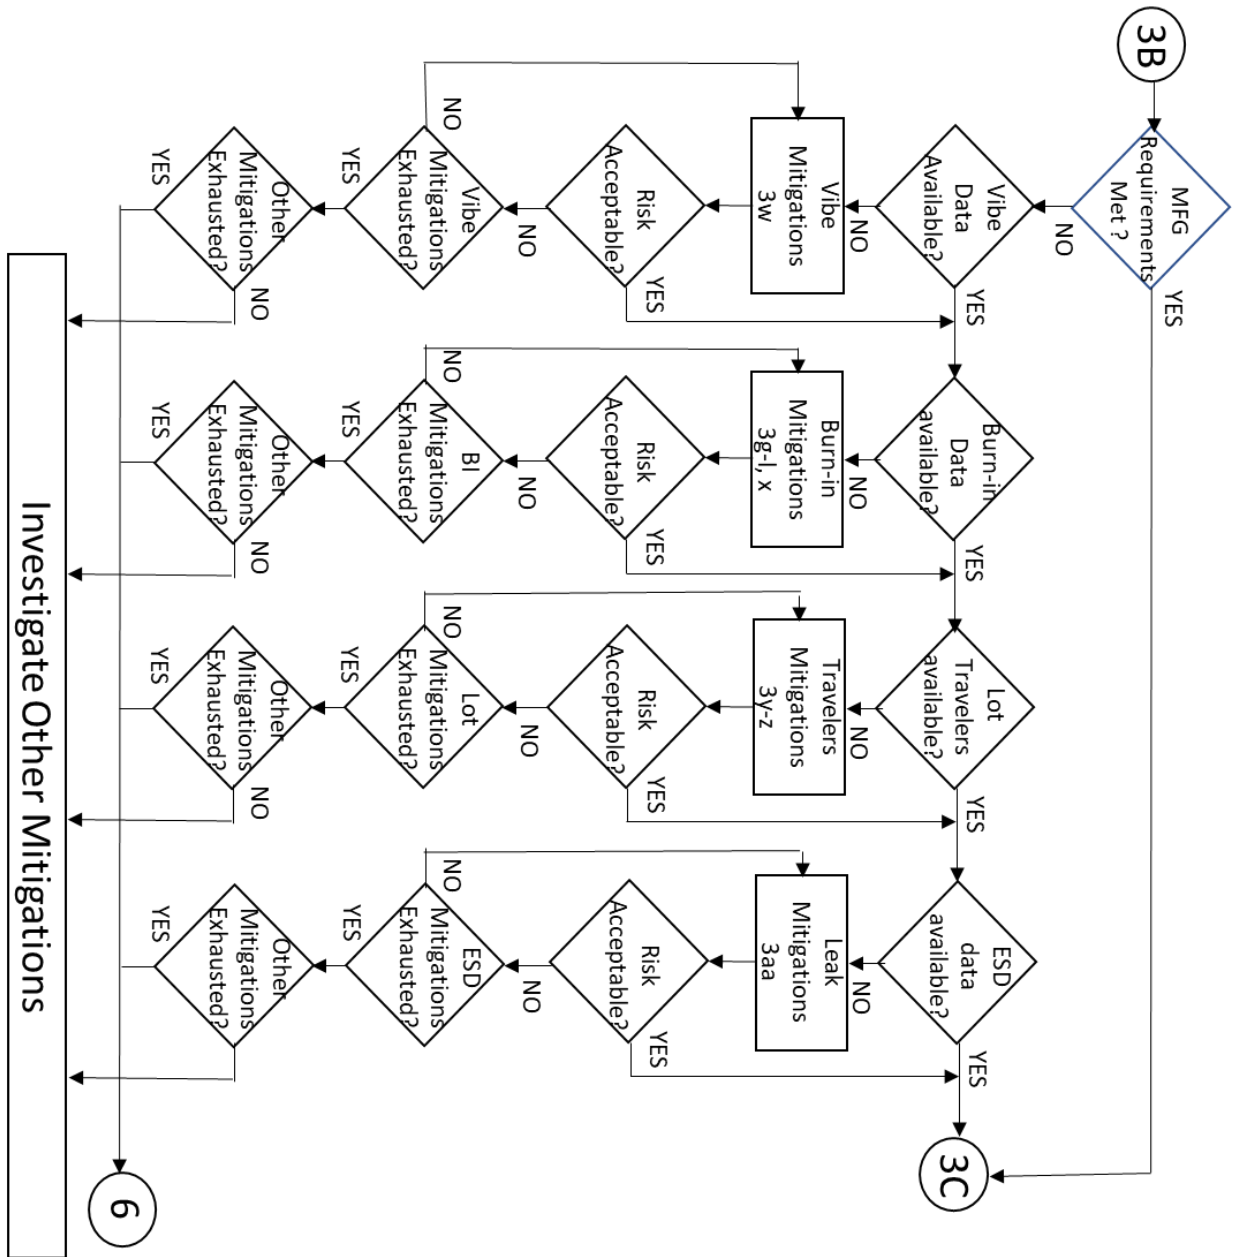 3B
MFG
Requirements
Met ?
YES
NO
Vibe
Data
Available?
YES
Burn-in
Data
available?
YES
Lot
Travelers
available?
YES
ESD
data
available?
YES
3C
NO
NO
NO
NO
Vibe
Mitigations
3w
Burn-in
Mitigations
3g-l, x
Travelers
Mitigations
3y-z
Leak
Mitigations
3aa
Risk
Acceptable?
YES
Risk
Acceptable?
YES
Risk
Acceptable?
YES
Risk
Acceptable?
YES
NO
NO
NO
NO
NO
Vibe
Mitigations
Exhausted?
NO
BI
Mitigations
Exhausted?
NO
Lot
Mitigations
Exhausted?
NO
ESD
Mitigations
Exhausted?
YES
YES
YES
YES
Other
Mitigations
Exhausted?
NO
Other
Mitigations
Exhausted?
NO
Other
Mitigations
Exhausted?
NO
Other
Mitigations
Exhausted?
YES
YES
YES
YES
6
Investigate Other Mitigations